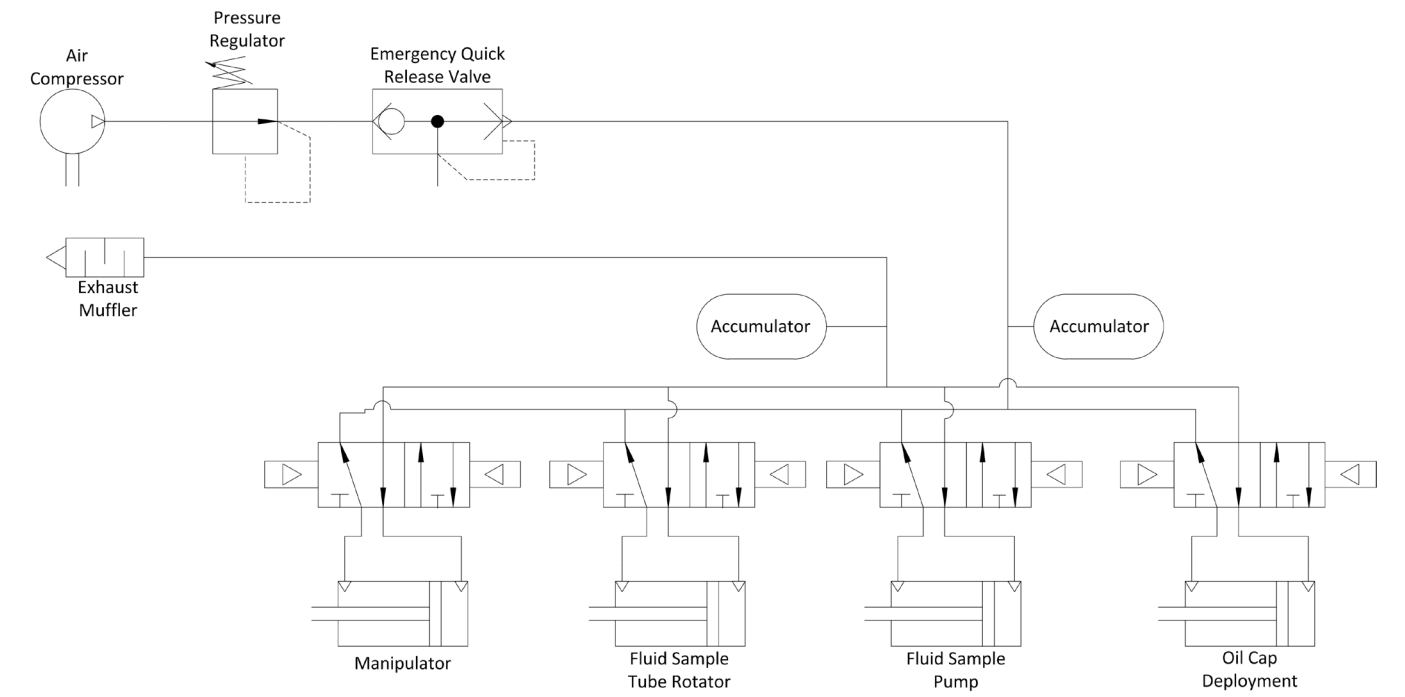 Pressure
Regulator
Air
Compressor
Emergency Quick
Release Valve
Exhaust
Muffler
Accumulator
Accumulator
Manipulator
Fluid Sample
Tube Rotator
Fluid Sample
Pump
Oil Cap
Deployment